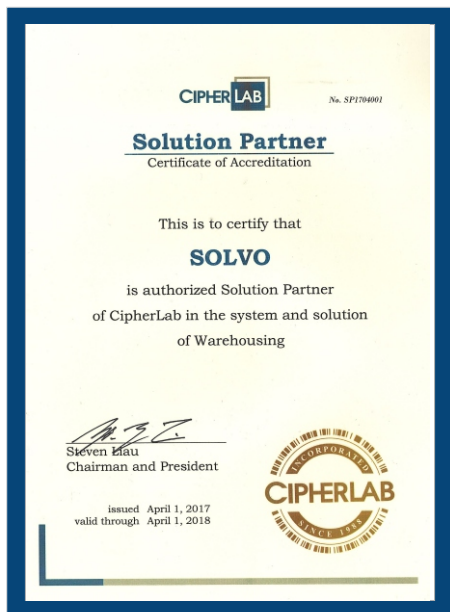 CIPHERLAB
No. SP1704001
Solution Partner
Certificate of Accreditation
This is to certify that
SOLVO
is authorized Solution Partner
of CipherLab in the system and solution
of Warehousing
Steven Liau
Chairman and President
issued April 1, 2017
valid through April 1, 2018
INCORPORATED
CIPHERLAB
SINCE 1988